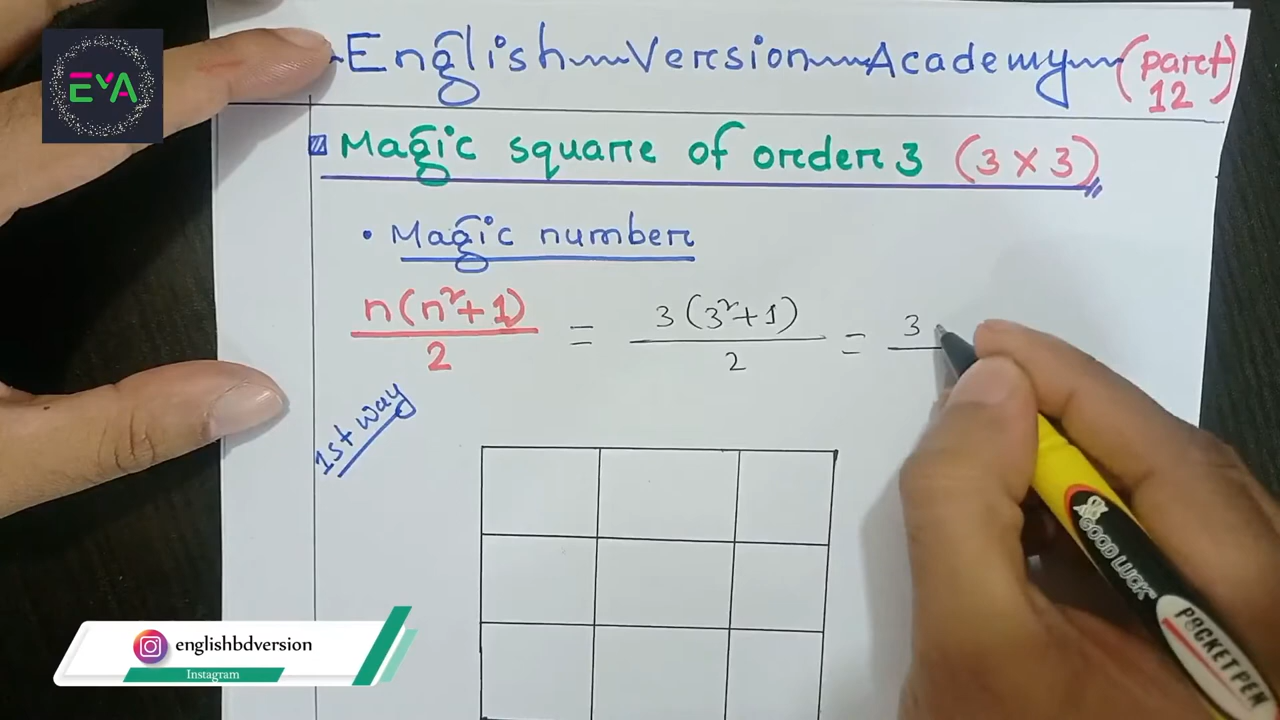 English Version Academy (part 12)
EVA
Magic square of order 3 (3 × 3)
• Magic number
n(n²+1)/2 = 3(3²+1)/2 = 3
1st way
GOOD LUCK
POCKET PEN
englishbdversion
Instagram